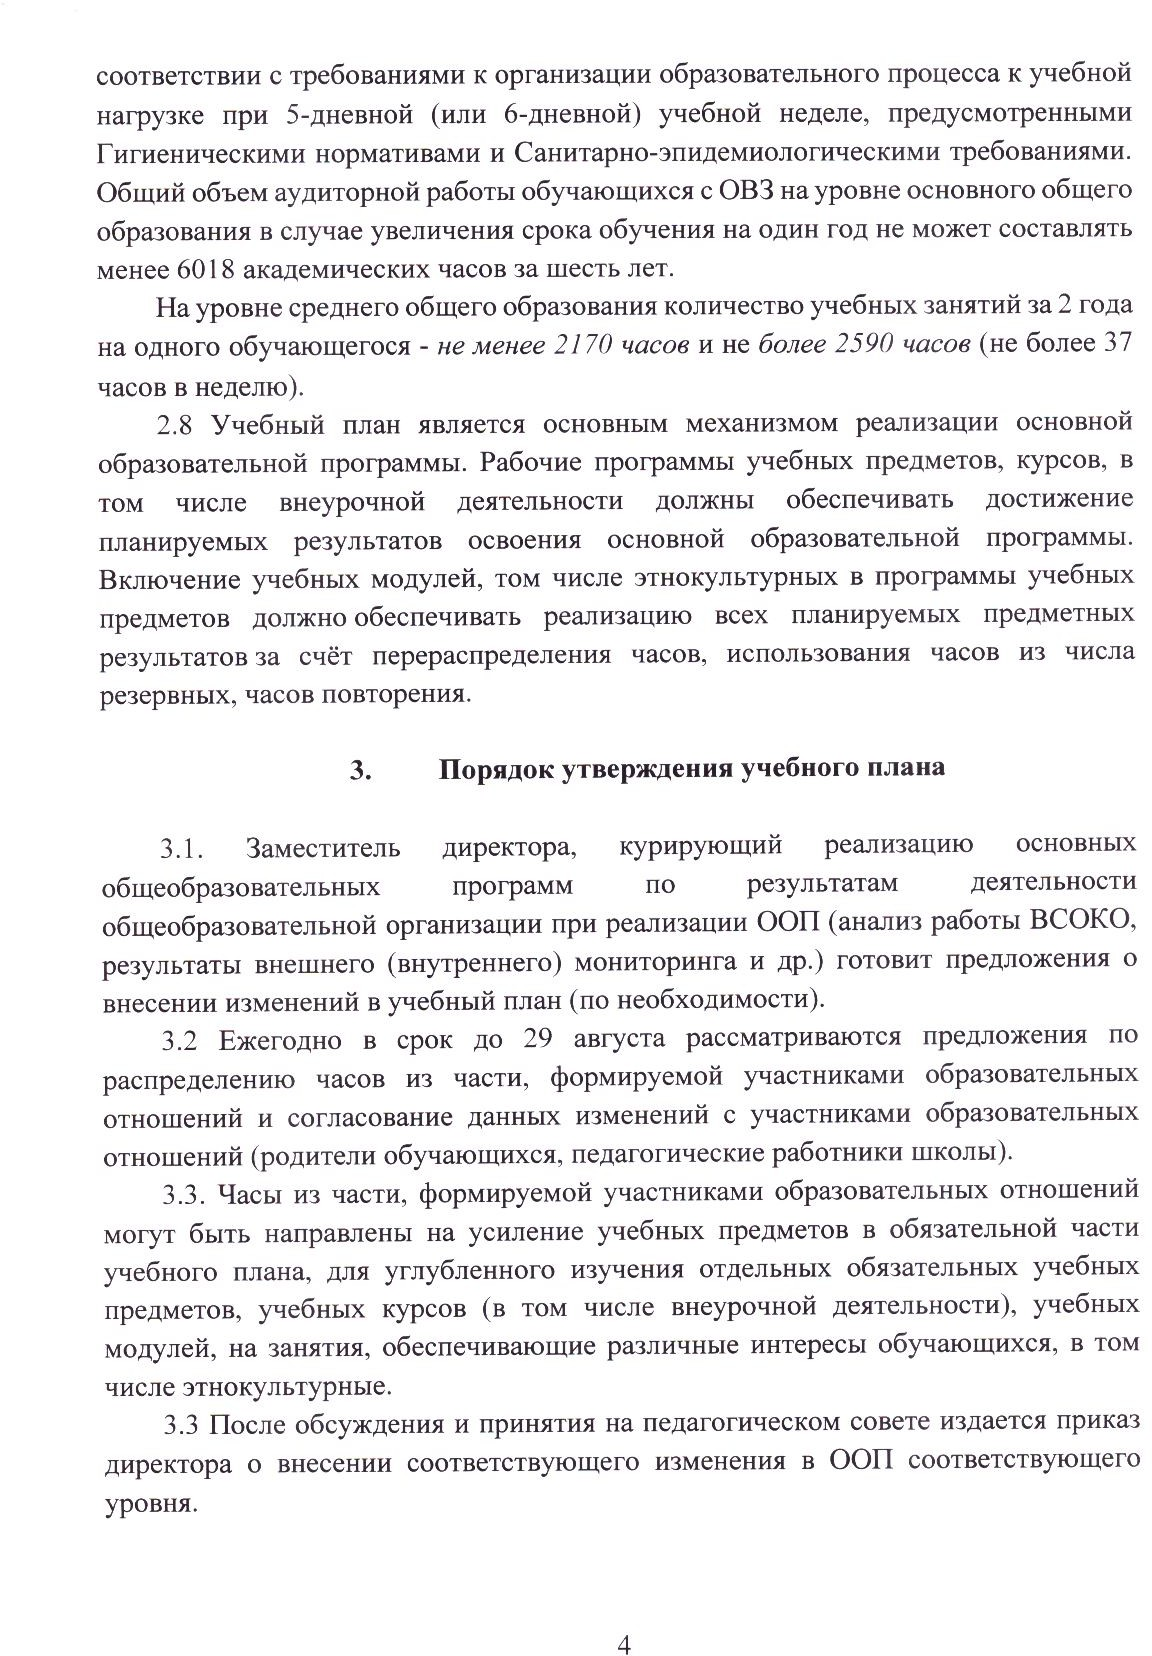 соответствии с требованиями к организации образовательного процесса к учебной
нагрузке при 5-дневной (или 6-дневной) учебной неделе, предусмотренными
Гигиеническими нормативами и Санитарно-эпидемиологическими требованиями.
Общий объем аудиторной работы обучающихся с ОВЗ на уровне основного общего
образования в случае увеличения срока обучения на один год не может составлять
менее 6018 академических часов за шесть лет.
На уровне среднего общего образования количество учебных занятий за 2 года
на одного обучающегося - не менее 2170 часов и не более 2590 часов (не более 37
часов в неделю).
2.8 Учебный план является основным механизмом реализации основной
образовательной программы. Рабочие программы учебных предметов, курсов, в
том числе внеурочной деятельности должны обеспечивать достижение
планируемых результатов освоения основной образовательной программы.
Включение учебных модулей, том числе этнокультурных в программы учебных
предметов должно обеспечивать реализацию всех планируемых предметных
результатов за счёт перераспределения часов, использования часов из числа
резервных, часов повторения.
3. Порядок утверждения учебного плана
3.1. Заместитель директора, курирующий реализацию основных
общеобразовательных программ по результатам деятельности
общеобразовательной организации при реализации ООП (анализ работы ВСОКО,
результаты внешнего (внутреннего) мониторинга и др.) готовит предложения о
внесении изменений в учебный план (по необходимости).
3.2 Ежегодно в срок до 29 августа рассматриваются предложения по
распределению часов из части, формируемой участниками образовательных
отношений и согласование данных изменений с участниками образовательных
отношений (родители обучающихся, педагогические работники школы).
3.3. Часы из части, формируемой участниками образовательных отношений
могут быть направлены на усиление учебных предметов в обязательной части
учебного плана, для углубленного изучения отдельных обязательных учебных
предметов, учебных курсов (в том числе внеурочной деятельности), учебных
модулей, на занятия, обеспечивающие различные интересы обучающихся, в том
числе этнокультурные.
3.3 После обсуждения и принятия на педагогическом совете издается приказ
директора о внесении соответствующего изменения в ООП соответствующего
уровня.
4